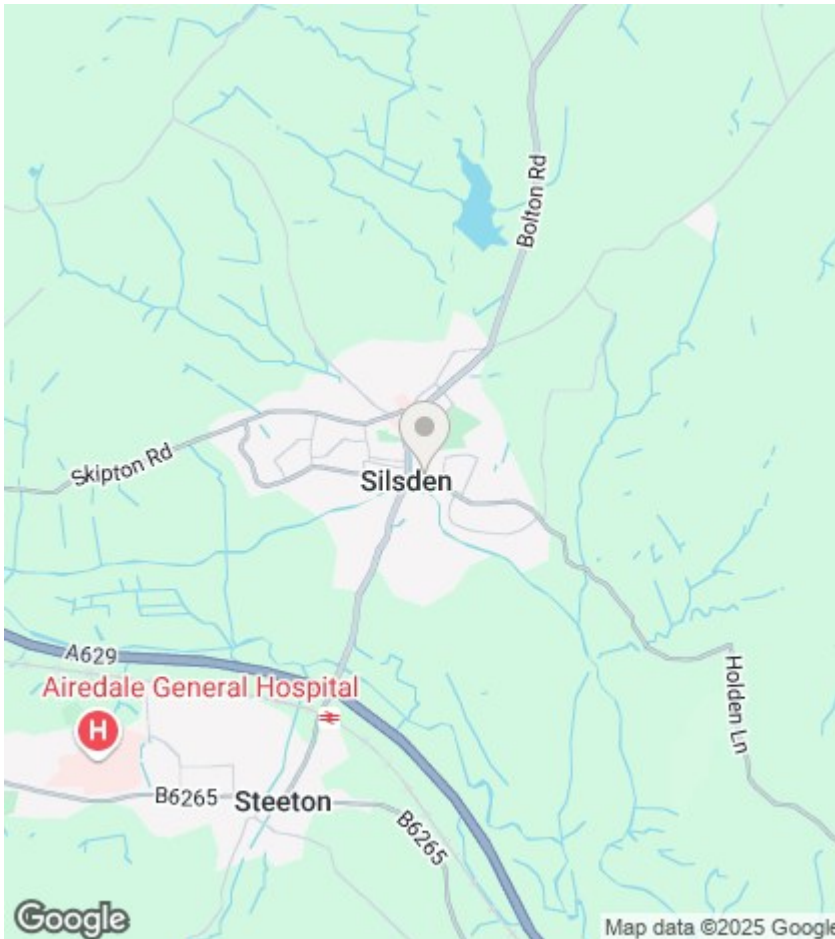 Bolton Rd
Skipton Rd
Silsden
A629
Airedale General Hospital
H
Holden Ln
B6265
Steeton
B6265
Google
Map data ©2025 Google